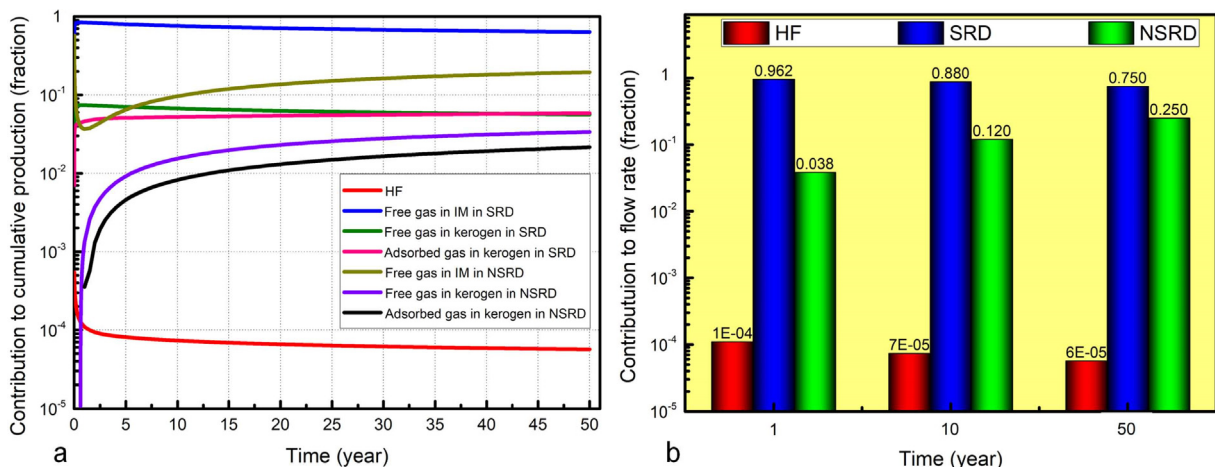 Contribution to cumulative production (fraction)
1
10-1
10-2
10-3
10-4
10-5
HF
Free gas in IM in SRD
Free gas in kerogen in SRD
Adsorbed gas in kerogen in SRD
Free gas in IM in NSRD
Free gas in kerogen in NSRD
Adsorbed gas in kerogen in NSRD
0 5 10 15 20 25 30 35 40 45 50
Time (year)
a
Contributuion to flow rate (fraction)
HF SRD NSRD
1
10-1
10-2
10-3
10-4
10-5
0.962
0.880
0.750
0.250
0.120
0.038
1E-04
7E-05
6E-05
1 10 50
Time (year)
b